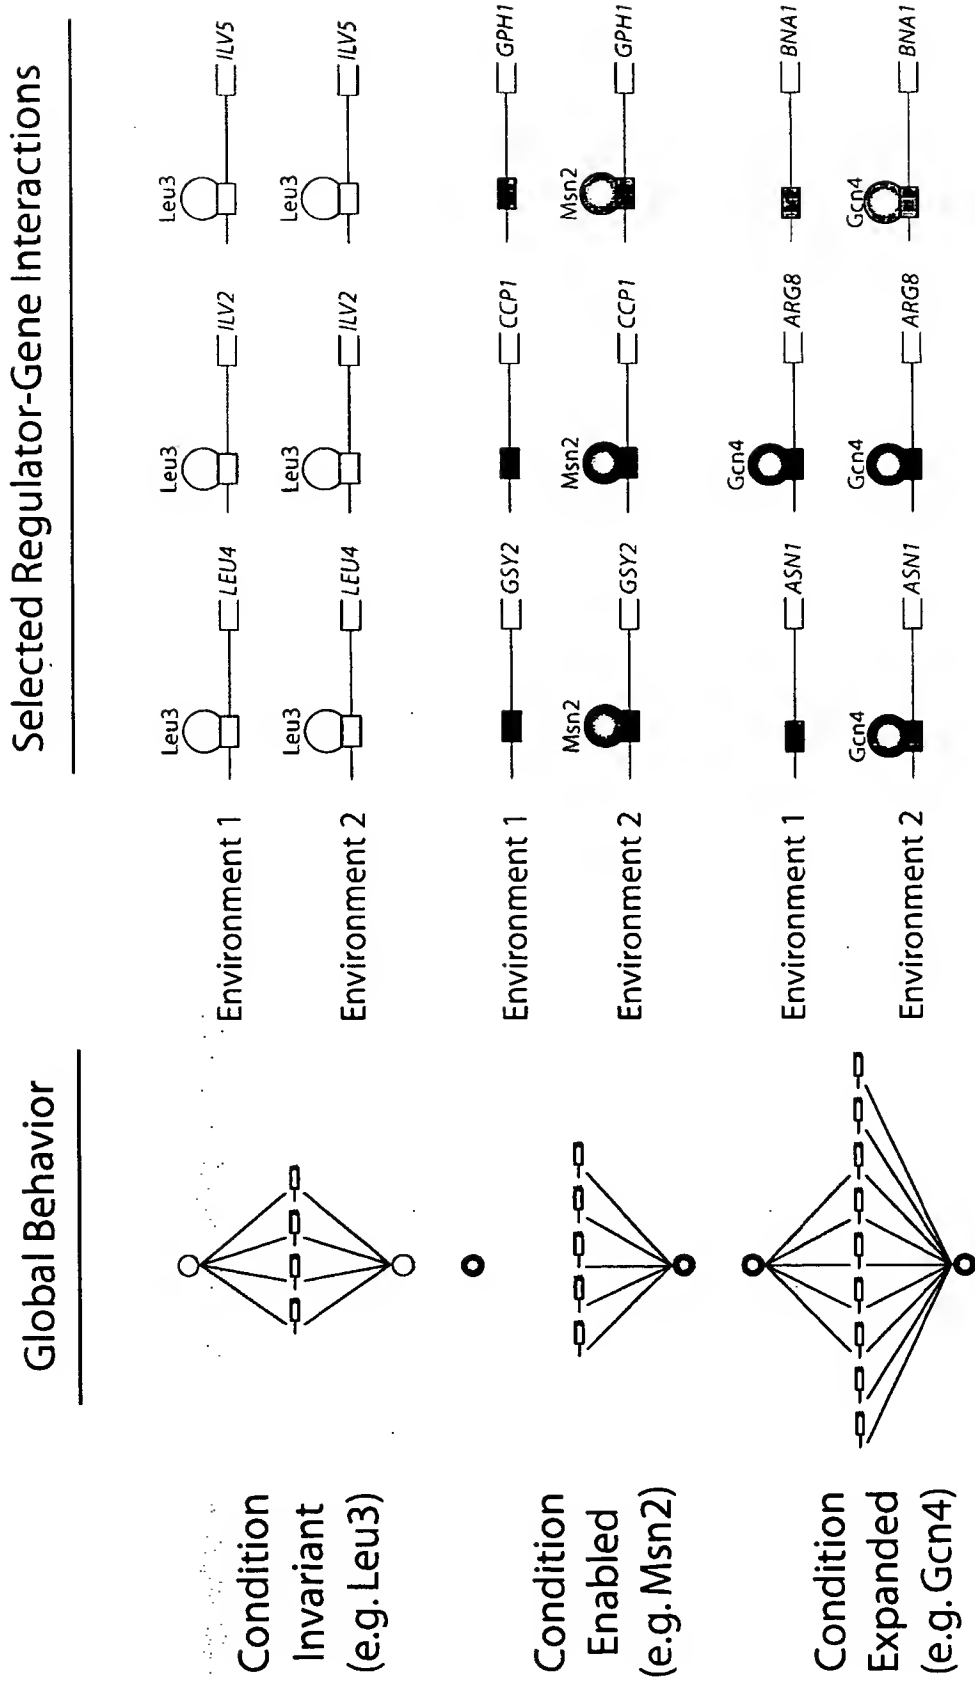 Global Behavior
Selected Regulator-Gene Interactions
Condition
Invariant
(e.g. Leu3)
Environment 1
Leu3
LEU4
Leu3
ILV2
Leu3
ILV5
Environment 2
Leu3
LEU4
Leu3
ILV2
Leu3
ILV5
Condition
Enabled
(e.g. Msn2)
Environment 1
GSY2
CCP1
GPH1
Environment 2
Msn2
GSY2
Msn2
CCP1
Msn2
GPH1
Condition
Expanded
(e.g. Gcn4)
Environment 1
ASN1
Gcn4
ARG8
BNA1
Environment 2
Gcn4
ASN1
Gcn4
ARG8
Gcn4
BNA1